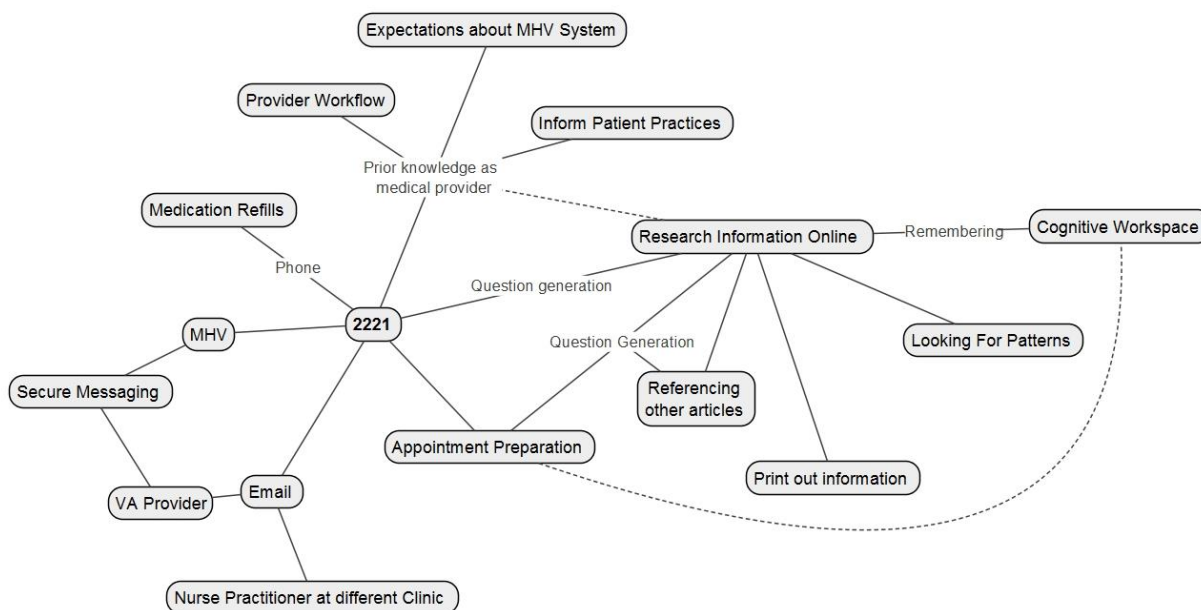 Expectations about MHV System
Provider Workflow
Inform Patient Practices
Prior knowledge as
medical provider
Medication Refills
Research Information Online
Remembering
Cognitive Workspace
Phone
Question generation
2221
MHV
Question Generation
Looking For Patterns
Secure Messaging
Referencing
other articles
Appointment Preparation
Print out information
VA Provider
Email
Nurse Practitioner at different Clinic